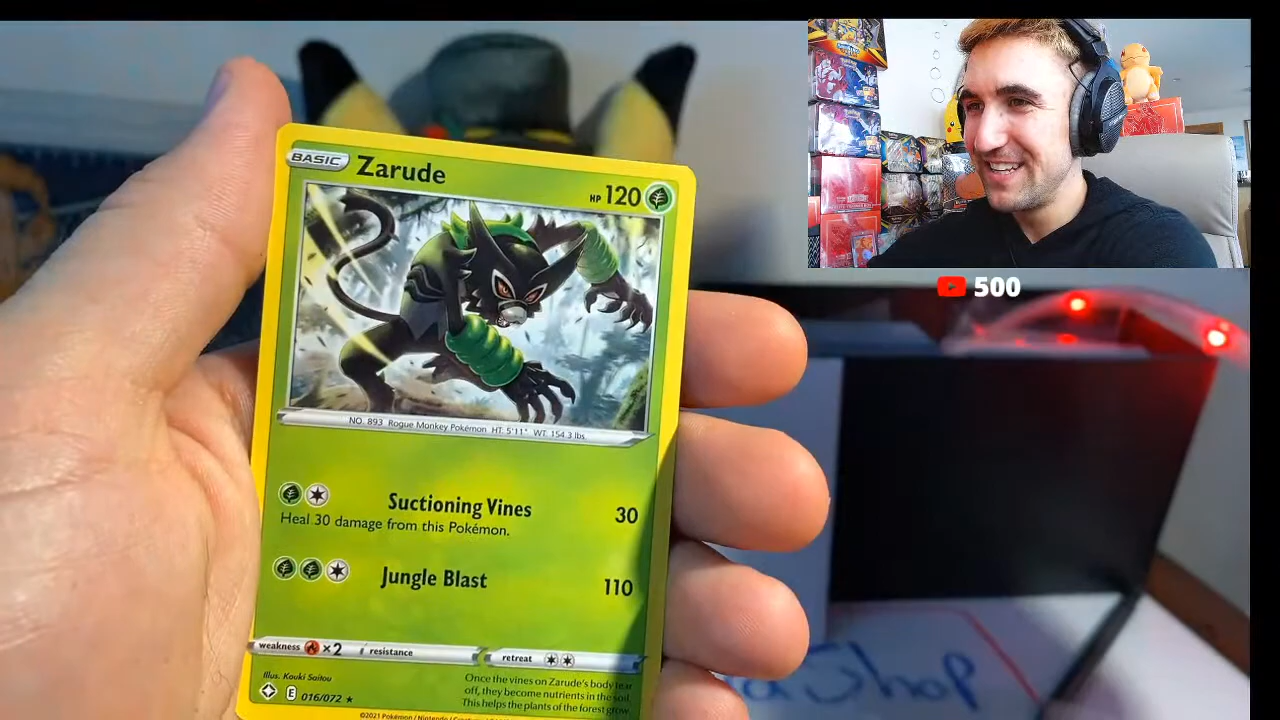 BASIC Zarude HP 120
NO. 893 Rogue Monkey Pokémon HT: 5'11" WT: 154.3 lbs.
Suctioning Vines 30
Heal 30 damage from this Pokémon.
Jungle Blast 110
weakness ×2 resistance retreat
Illus. Kouki Saitou
E 016/072 ★
Once the vines on Zarude's body tear
off, they become nutrients in the soil.
This helps the plants of the forest grow.
©2021 Pokémon / Nintendo /
500